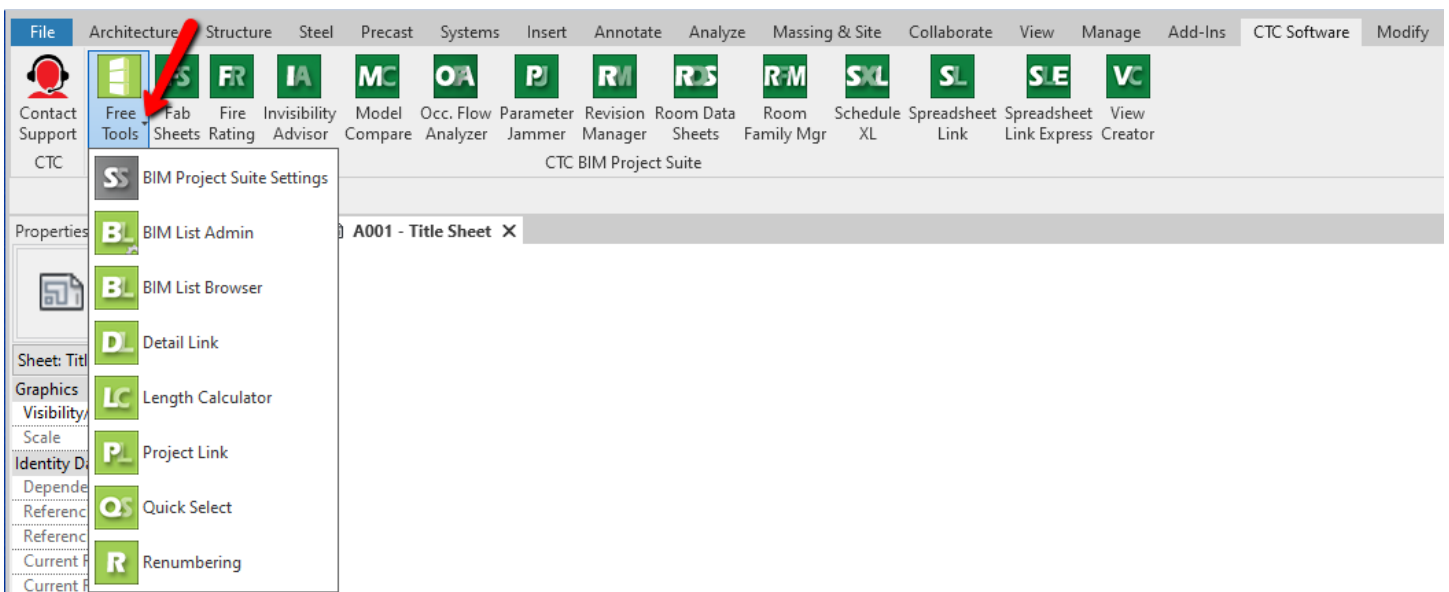 File Architecture Structure Steel Precast Systems Insert Annotate Analyze Massing & Site Collaborate View Manage Add-Ins CTC Software Modify
FS FR IA MC OFA PJ RM RDS RFM SXL SL SLE VC
Contact Free Fab Fire Invisibility Model Occ. Flow Parameter Revision Room Data Room Schedule Spreadsheet Spreadsheet View
Support Tools Sheets Rating Advisor Compare Analyzer Jammer Manager Sheets Family Mgr XL Link Link Express Creator
CTC CTC BIM Project Suite
SS BIM Project Suite Settings
Properties BL BIM List Admin A001 - Title Sheet X
BL BIM List Browser
DL Detail Link
Sheet: Titl
Graphics LC Length Calculator
Visibility/
Scale
PL Project Link
Identity Da
Depende
QS Quick Select
Referenc
Referenc
Current R
R Renumbering
Current R